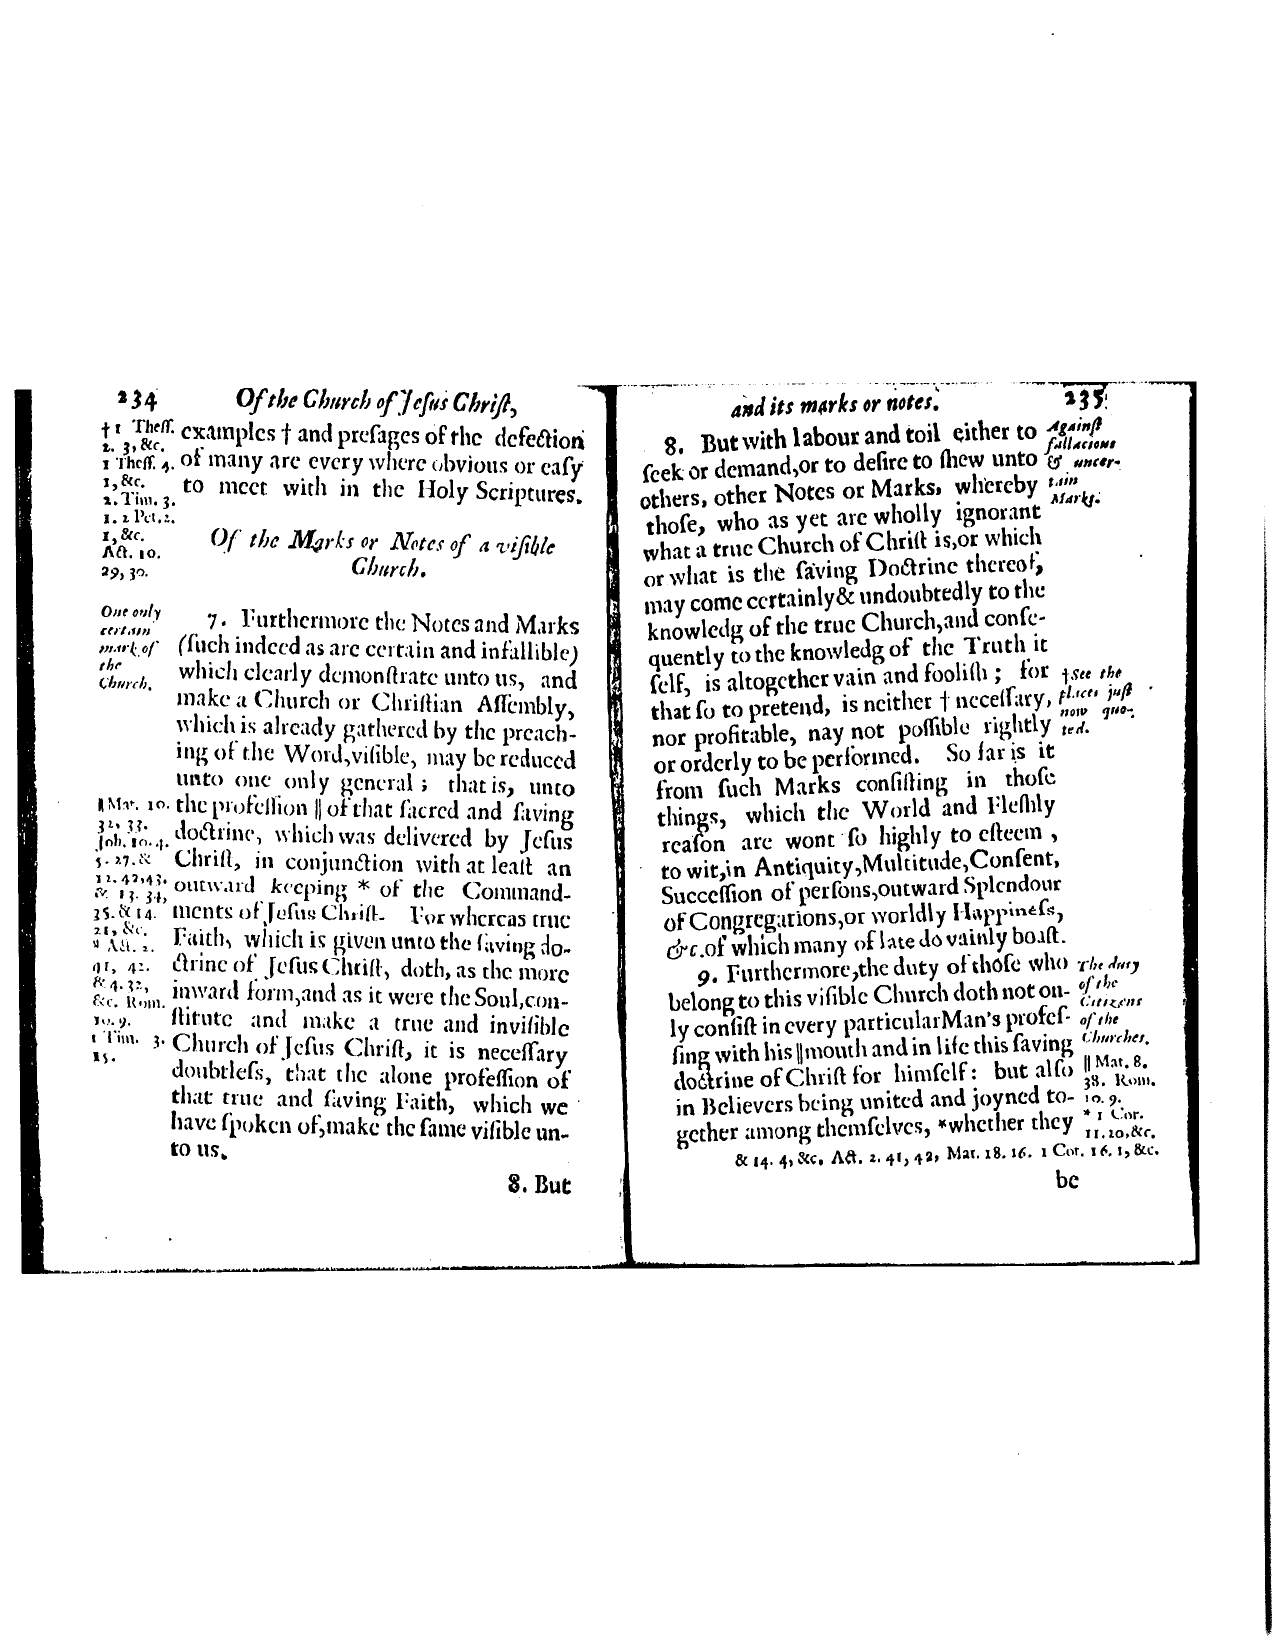 234 Of the Church of Jeſus Chriſt,
†1 Theſſ.
2. 3, &c.
1 Theſſ. 4.
1, &c.
2. Tim. 3.
1. 2 Pet. 2.
1, &c.
Act. 10.
29, 30.
examples † and preſages of the defection
of many are every where obvious or eaſy
to meet with in the Holy Scriptures.
Of the Marks or Notes of a viſible
Church.
One only
certain
mark of
the
Church.
7. Furthermore the Notes and Marks
(ſuch indeed as are certain and infallible)
which clearly demonſtrate unto us, and
make a Church or Chriſtian Aſſembly,
which is already gathered by the preach-
ing of the Word,viſible, may be reduced
unto one only general ; that is, unto
the profeſſion || of that ſacred and ſaving
doctrine, which was delivered by Jeſus
Chriſt, in conjunction with at leaſt an
outward keeping * of the Command-
ments of Jeſus Chriſt. For whereas true
Faith, which is given unto the ſaving do-
ctrine of Jeſus Chriſt, doth, as the more
inward form,and as it were the Soul,con-
ſtitute and make a true and inviſible
Church of Jeſus Chriſt, it is neceſſary
doubtleſs, that the alone profeſſion of
that true and ſaving Faith, which we
have ſpoken of,make the ſame viſible un-
to us.
|| Mat. 10.
32, 33.
Joh. 10. 4.
5. 27. &
12. 42,43.
& 13. 34,
35. & 14.
21, &c.
Act. 2.
41, 42.
& 4. 32,
&c. Rom.
10. 9.
1 Tim. 3.
15.
8. But
and its marks or notes. 235
8. But with labour and toil either to
ſeek or demand,or to deſire to ſhew unto
others, other Notes or Marks, whereby
thoſe, who as yet are wholly ignorant
what a true Church of Chriſt is,or which
or what is the ſaving Doctrine thereof,
may come certainly& undoubtedly to the
knowledg of the true Church,and conſe-
quently to the knowledg of the Truth it
ſelf, is altogether vain and fooliſh ; for
that ſo to pretend, is neither † neceſſary,
nor profitable, nay not poſſible rightly
or orderly to be performed. So far is it
from ſuch Marks conſiſting in thoſe
things, which the World and Fleſhly
reaſon are wont ſo highly to eſteem ,
to wit,in Antiquity,Multitude,Conſent,
Succeſſion of perſons,outward Splendour
of Congregations,or worldly Happineſs,
&c.of which many of late do vainly boaſt.
Againſt
fallacious
& uncer-
tain
Marks.
† See the
places juſt
now quo-
ted.
9. Furthermore,the duty of thoſe who
belong to this viſible Church doth not on-
ly conſiſt in every particular Man's profeſ-
ſing with his || mouth and in life this ſaving
doctrine of Chriſt for himſelf: but alſo
in Believers being united and joyned to-
gether among themſelves, *whether they
The duty
of the
Citizens
of the
Churches.
|| Mat. 8.
38. Rom.
10. 9.
* 1 Cor.
11. 20,&c.
& 14. 4, &c. Act. 2. 41, 42, Mat. 18. 16. 1 Cor. 16. 1, &c.
be